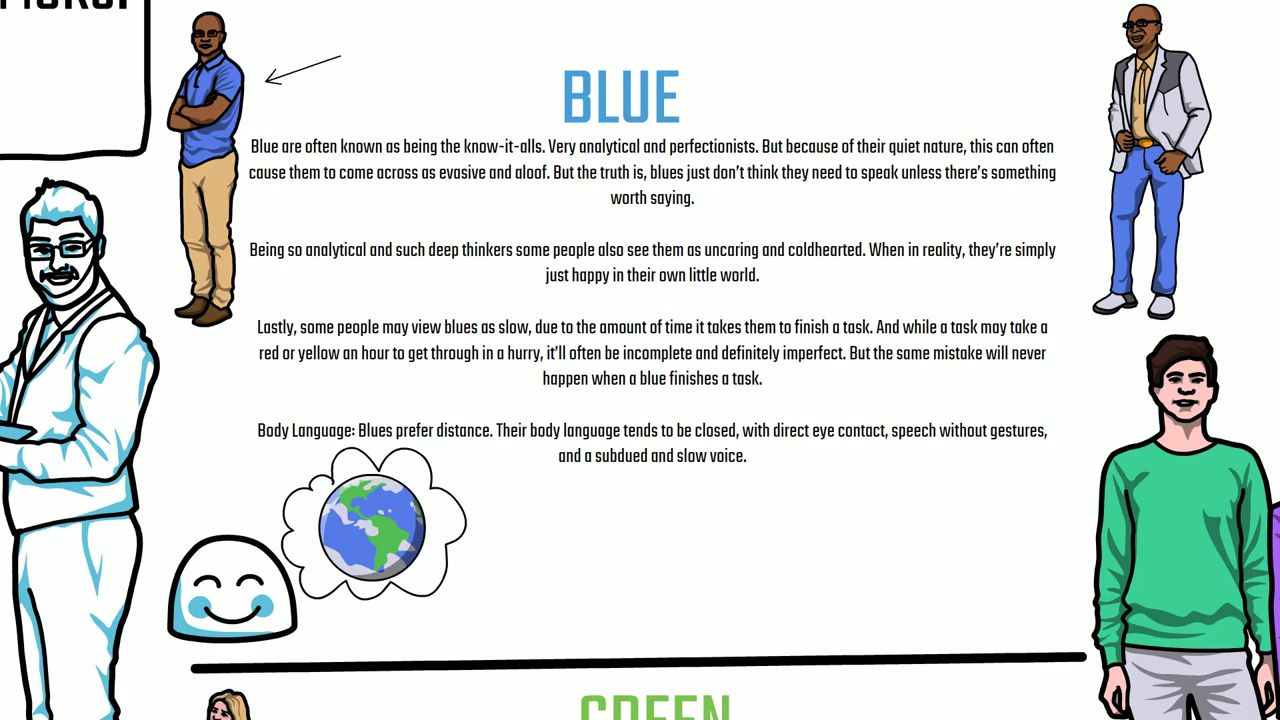 BLUE
Blue are often known as being the know-it-alls. Very analytical and perfectionists. But because of their quiet nature, this can often
cause them to come across as evasive and aloof. But the truth is, blues just don't think they need to speak unless there's something
worth saying.
Being so analytical and such deep thinkers some people also see them as uncaring and coldhearted. When in reality, they're simply
just happy in their own little world.
Lastly, some people may view blues as slow, due to the amount of time it takes them to finish a task. And while a task may take a
red or yellow an hour to get through in a hurry, it'll often be incomplete and definitely imperfect. But the same mistake will never
happen when a blue finishes a task.
Body Language: Blues prefer distance. Their body language tends to be closed, with direct eye contact, speech without gestures,
and a subdued and slow voice.
GREEN